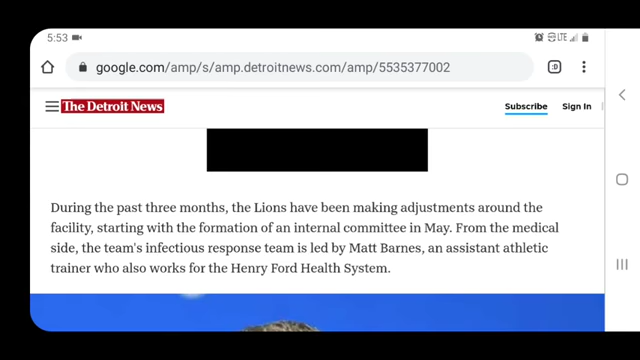 5:53
LTE
google.com/amp/s/amp.detroitnews.com/amp/5535377002
:D
The Detroit News
Subscribe
Sign In
During the past three months, the Lions have been making adjustments around the
facility, starting with the formation of an internal committee in May. From the medical
side, the team's infectious response team is led by Matt Barnes, an assistant athletic
trainer who also works for the Henry Ford Health System.